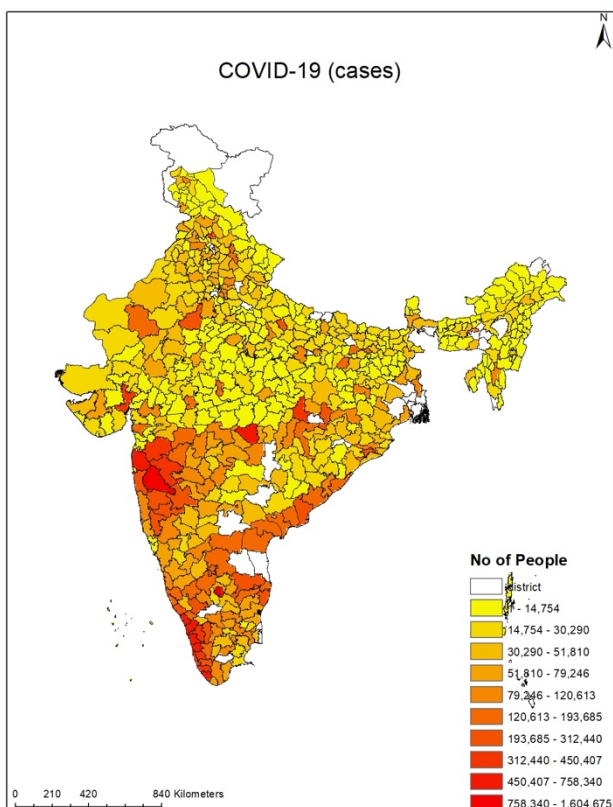 N
COVID-19 (cases)
No of People
district
- 14,754
14,754 - 30,290
30,290 - 51,810
51,810 - 79,246
79,246 - 120,613
120,613 - 193,685
193,685 - 312,440
312,440 - 450,407
450,407 - 758,340
758,340 - 1,604,675
0 210 420 840 Kilometers